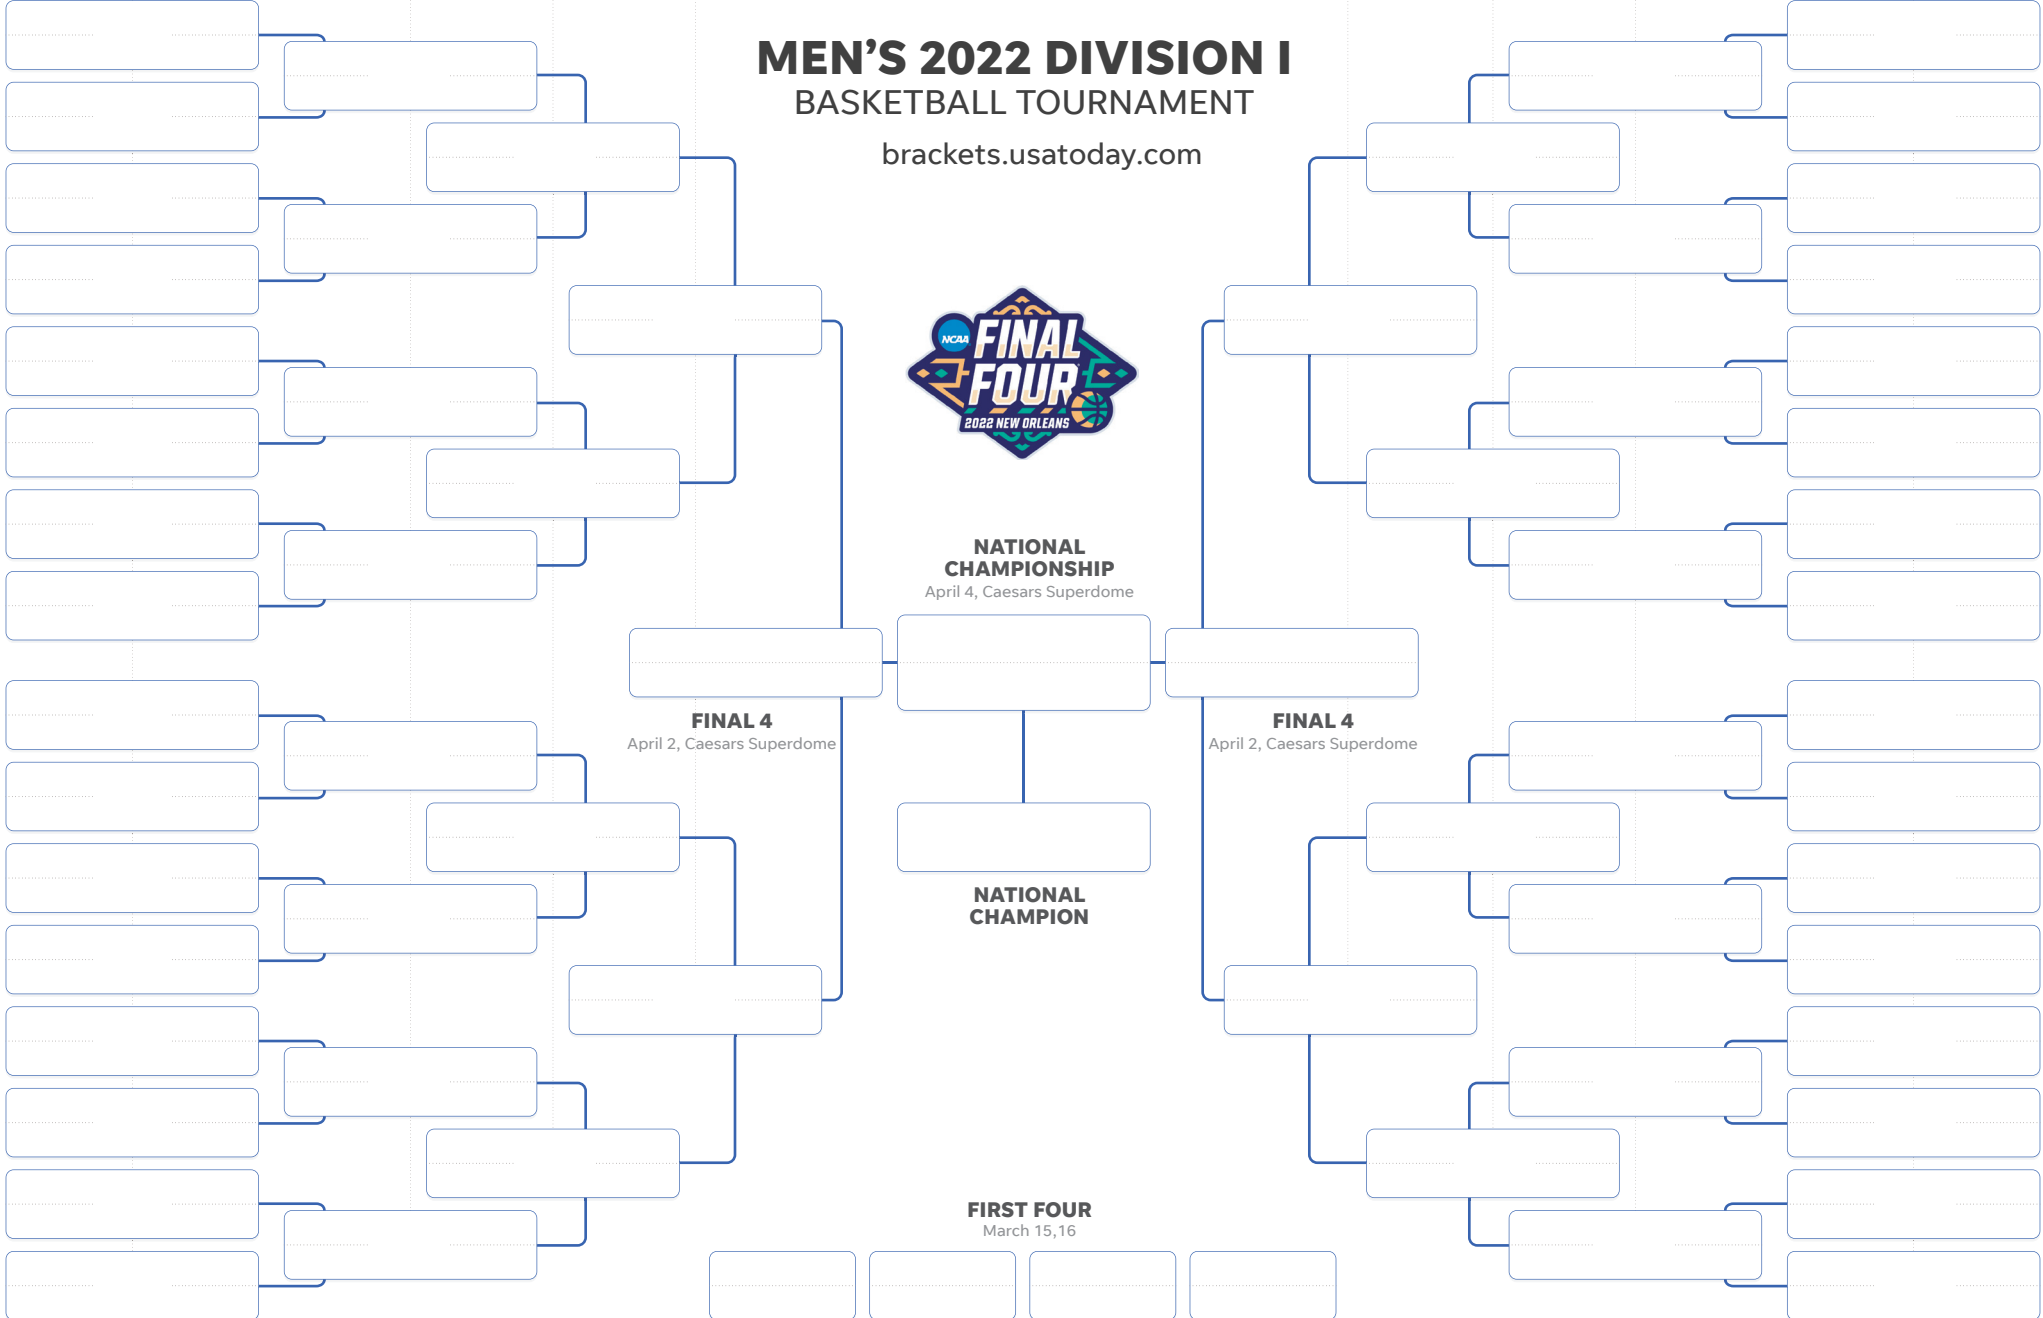 MEN'S 2022 DIVISION I
BASKETBALL TOURNAMENT
brackets.usatoday.com
NCAA
FINAL
FOUR
2022 NEW ORLEANS
NATIONAL
CHAMPIONSHIP
April 4, Caesars Superdome
FINAL 4
April 2, Caesars Superdome
FINAL 4
April 2, Caesars Superdome
NATIONAL
CHAMPION
FIRST FOUR
March 15,16